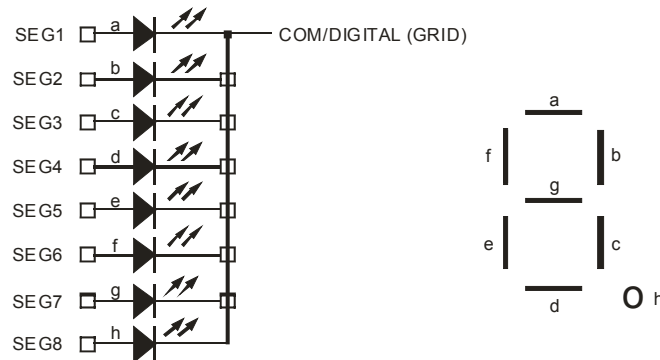 SEG1 a COM/DIGITAL (GRID)
SEG2 b
SEG3 c
SEG4 d
SEG5 e
SEG6 f
SEG7 g
SEG8 h
a
f b
g
e c
d
h